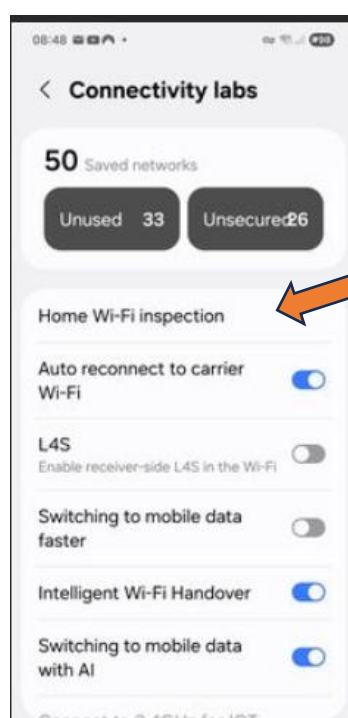 08:48
Connectivity labs
50 Saved networks
Unused 33 Unsecured 26
Home Wi-Fi inspection
Auto reconnect to carrier
Wi-Fi
L4S
Enable receiver-side L4S in the Wi-Fi
Switching to mobile data
faster
Intelligent Wi-Fi Handover
Switching to mobile data
with AI